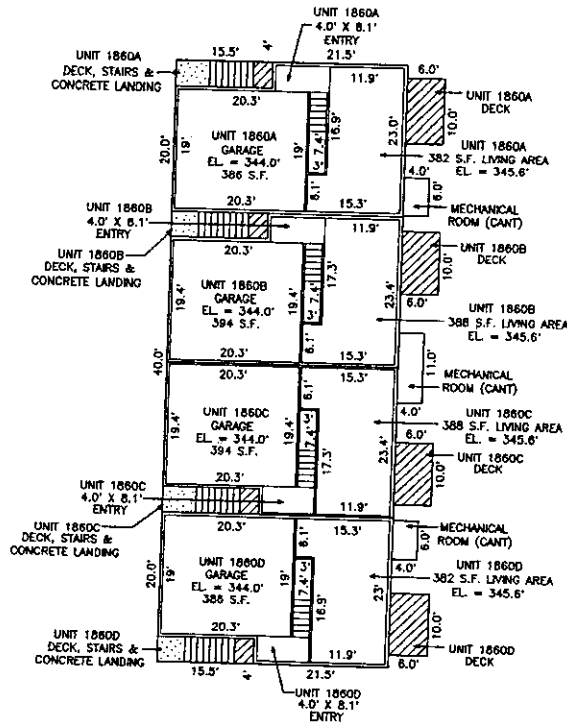 UNIT 1860A
4.0' X 8.1'
ENTRY
UNIT 1860A
DECK, STAIRS &
CONCRETE LANDING
15.5'
4'
21.5'
11.9'
6.0'
UNIT 1860A
DECK
10.0'
20.3'
20.0'
19'
UNIT 1860A
GARAGE
EL. = 344.0'
386 S.F.
19'
7.4'
3'
16.9'
23.0'
UNIT 1860A
382 S.F. LIVING AREA
EL. = 345.6'
4.0'
6.0'
MECHANICAL
ROOM (CANT)
20.3'
6.1'
15.3'
UNIT 1860B
4.0' X 8.1'
ENTRY
UNIT 1860B
DECK, STAIRS &
CONCRETE LANDING
20.3'
11.9'
UNIT 1860B
DECK
10.0'
6.0'
19.4'
UNIT 1860B
GARAGE
EL. = 344.0'
394 S.F.
19.4'
7.4'
3'
17.3'
23.4'
UNIT 1860B
388 S.F. LIVING AREA
EL. = 345.6'
20.3'
6.1'
15.3'
11.0'
MECHANICAL
ROOM (CANT)
4.0'
40.0'
20.3'
6.1'
15.3'
19.4'
UNIT 1860C
GARAGE
EL. = 344.0'
394 S.F.
19.4'
3'
7.4'
17.3'
23.4'
UNIT 1860C
388 S.F. LIVING AREA
EL. = 345.6'
6.0'
UNIT 1860C
DECK
10.0'
UNIT 1860C
4.0' X 8.1'
ENTRY
11.9'
UNIT 1860C
DECK, STAIRS &
CONCRETE LANDING
20.3'
6.1'
15.3'
MECHANICAL
ROOM (CANT)
6.0'
4.0'
20.0'
19'
UNIT 1860D
GARAGE
EL. = 344.0'
386 S.F.
19'
3'
7.4'
16.9'
23'
UNIT 1860D
382 S.F. LIVING AREA
EL. = 345.6'
10.0'
20.3'
UNIT 1860D
DECK, STAIRS &
CONCRETE LANDING
15.5'
4'
11.9'
21.5'
6.0'
UNIT 1860D
DECK
UNIT 1860D
4.0' X 8.1'
ENTRY